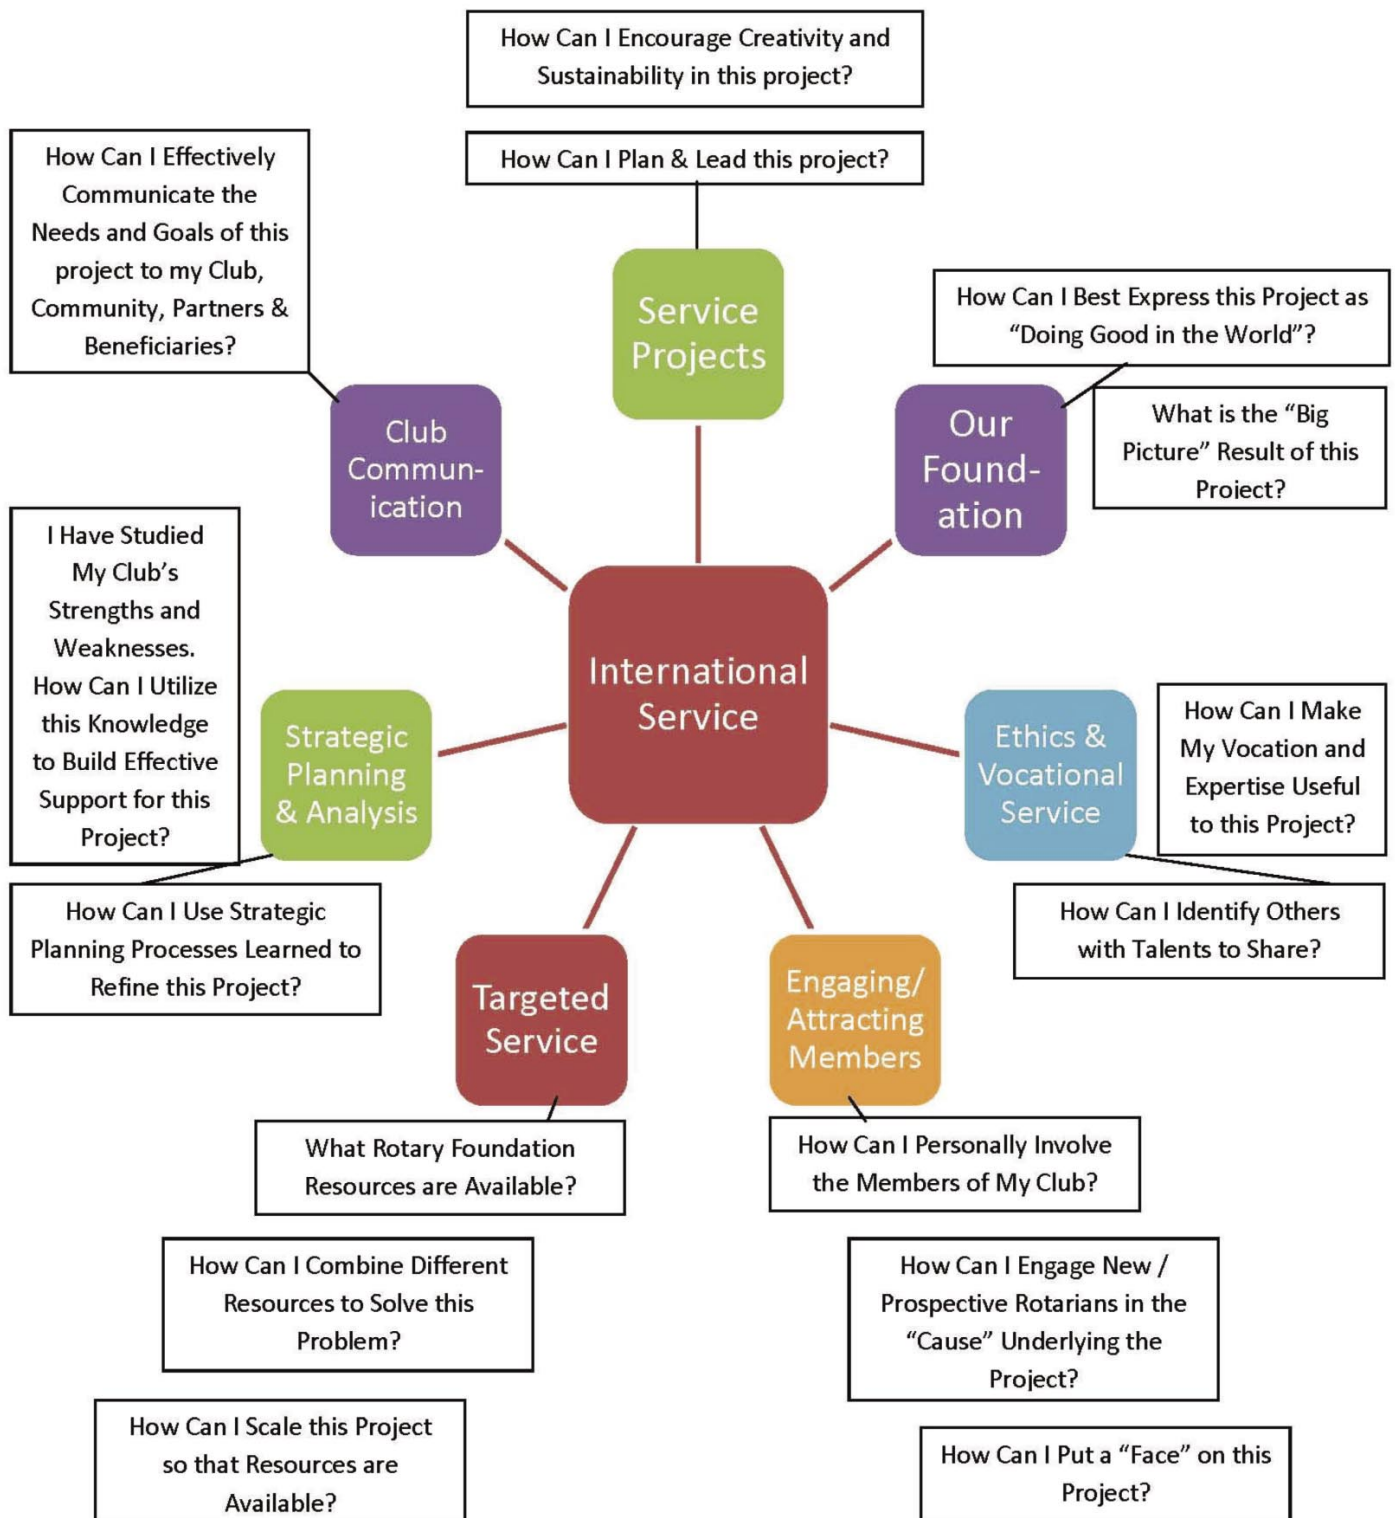 How Can I Encourage Creativity and
Sustainability in this project?
How Can I Plan & Lead this project?
How Can I Effectively
Communicate the
Needs and Goals of this
project to my Club,
Community, Partners &
Beneficiaries?
Service
Projects
How Can I Best Express this Project as
“Doing Good in the World”?
Club
Commun-
ication
Our
Found-
ation
What is the “Big
Picture” Result of this
Project?
I Have Studied
My Club’s
Strengths and
Weaknesses.
How Can I Utilize
this Knowledge
to Build Effective
Support for this
Project?
International
Service
Strategic
Planning
& Analysis
Ethics &
Vocational
Service
How Can I Make
My Vocation and
Expertise Useful
to this Project?
How Can I Use Strategic
Planning Processes Learned to
Refine this Project?
How Can I Identify Others
with Talents to Share?
Targeted
Service
Engaging/
Attracting
Members
What Rotary Foundation
Resources are Available?
How Can I Personally Involve
the Members of My Club?
How Can I Combine Different
Resources to Solve this
Problem?
How Can I Engage New /
Prospective Rotarians in the
“Cause” Underlying the
Project?
How Can I Scale this Project
so that Resources are
Available?
How Can I Put a “Face” on this
Project?